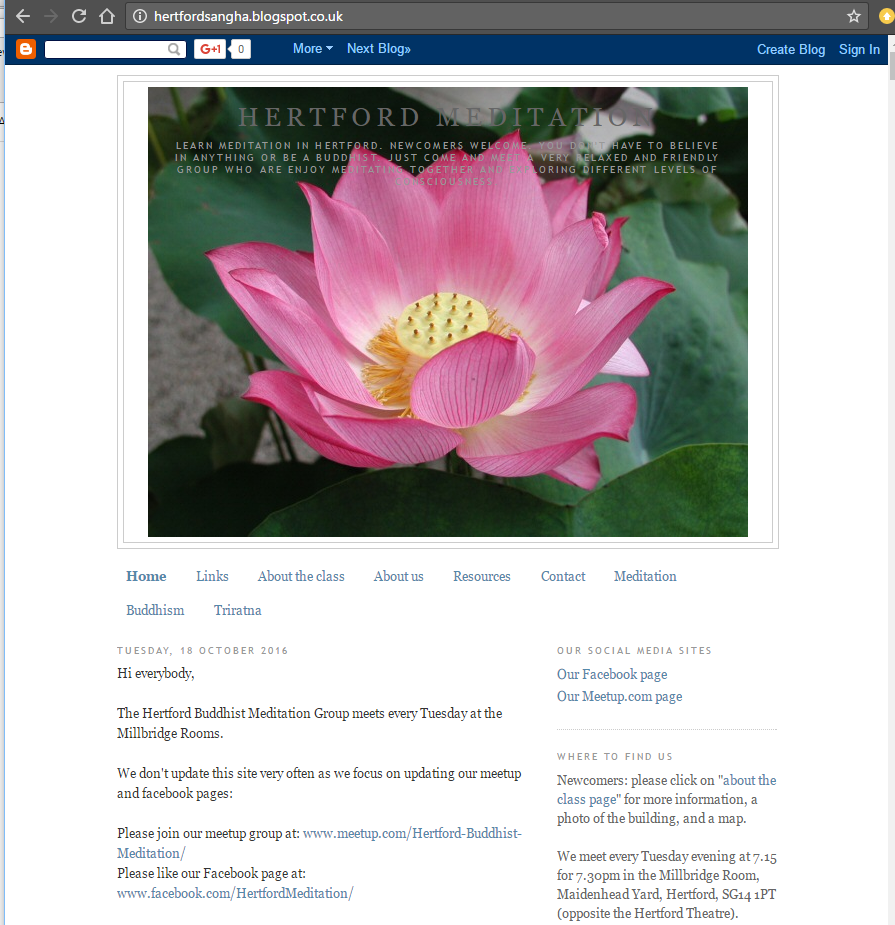 hertfordsangha.blogspot.co.uk
G+1 0 More Next Blog» Create Blog Sign In
HERTFORD MEDITATION
LEARN MEDITATION IN HERTFORD. NEWCOMERS WELCOME. YOU DON'T HAVE TO BELIEVE
IN ANYTHING OR BE A BUDDHIST. JUST COME AND MEET A VERY RELAXED AND FRIENDLY
GROUP WHO ARE ENJOY MEDITATING TOGETHER AND EXPLORING DIFFERENT LEVELS OF
CONSCIOUSNESS.
Home Links About the class About us Resources Contact Meditation
Buddhism Triratna
TUESDAY, 18 OCTOBER 2016
Hi everybody,
The Hertford Buddhist Meditation Group meets every Tuesday at the
Millbridge Rooms.
We don't update this site very often as we focus on updating our meetup
and facebook pages:
Please join our meetup group at: www.meetup.com/Hertford-Buddhist-
Meditation/
Please like our Facebook page at:
www.facebook.com/HertfordMeditation/
OUR SOCIAL MEDIA SITES
Our Facebook page
Our Meetup.com page
WHERE TO FIND US
Newcomers: please click on "about the
class page" for more information, a
photo of the building, and a map.
We meet every Tuesday evening at 7.15
for 7.30pm in the Millbridge Room,
Maidenhead Yard, Hertford, SG14 1PT
(opposite the Hertford Theatre).